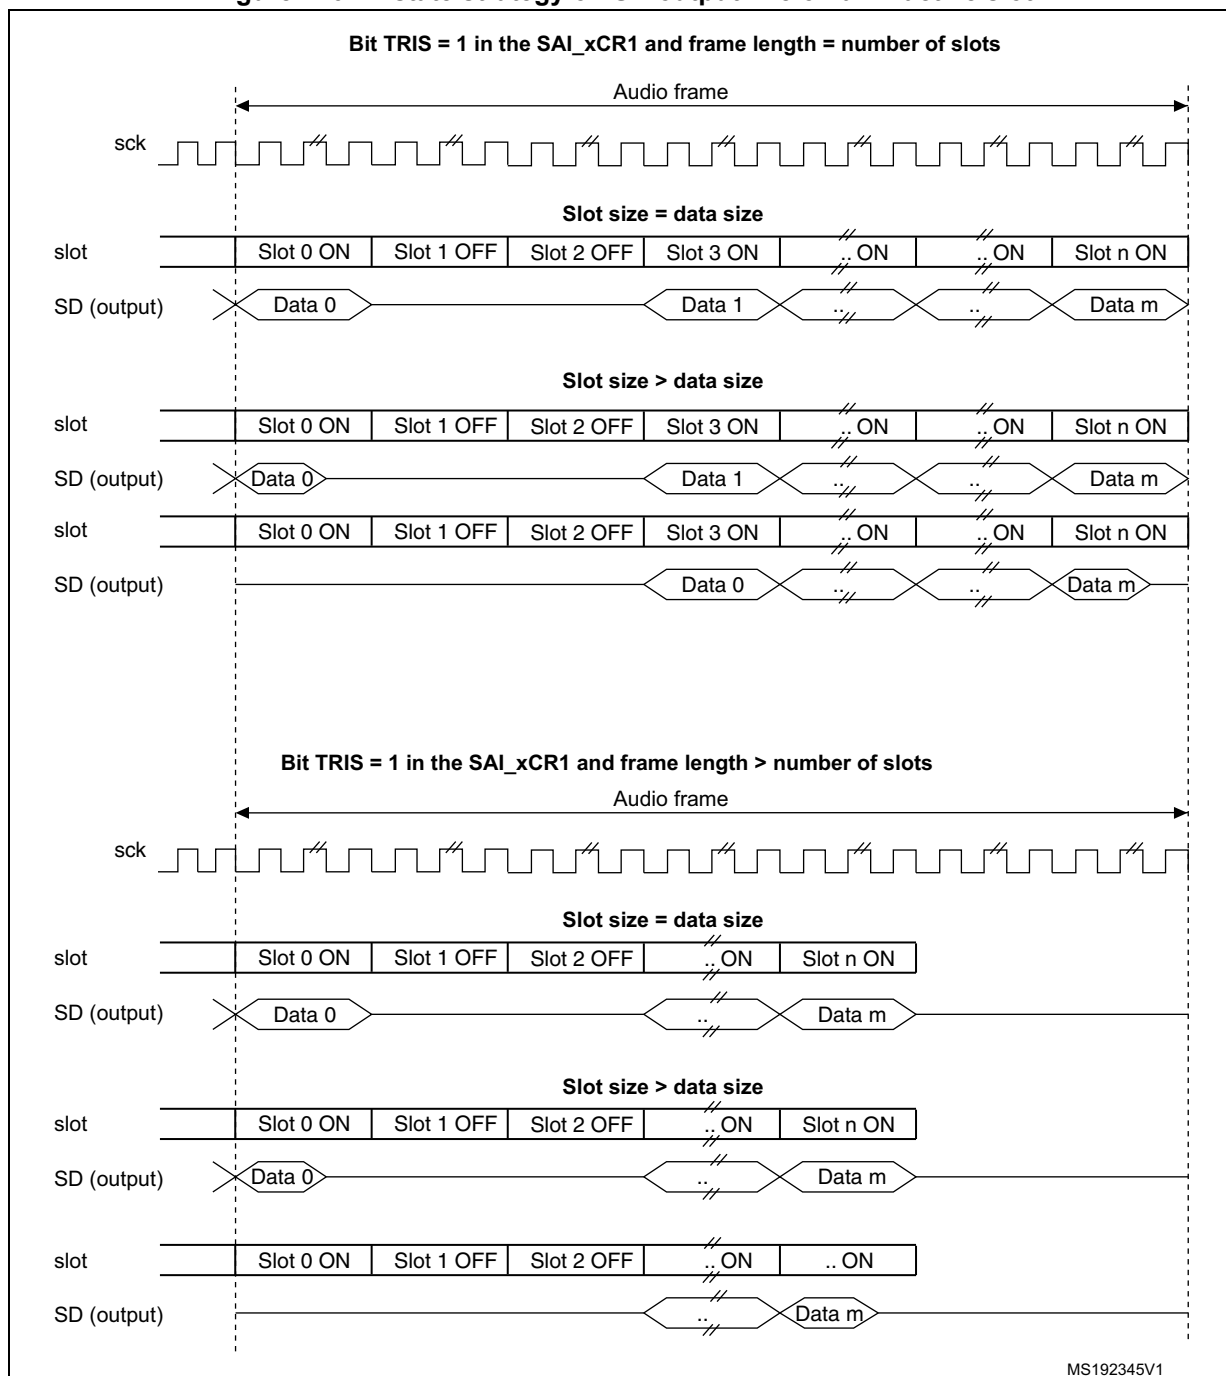 Bit TRIS = 1 in the SAI_xCR1 and frame length = number of slots
Audio frame
sck
Slot size = data size
slot Slot 0 ON Slot 1 OFF Slot 2 OFF Slot 3 ON .. ON .. ON Slot n ON
SD (output) Data 0 Data 1 .. .. Data m
Slot size > data size
slot Slot 0 ON Slot 1 OFF Slot 2 OFF Slot 3 ON .. ON .. ON Slot n ON
SD (output) Data 0 Data 1 .. .. Data m
slot Slot 0 ON Slot 1 OFF Slot 2 OFF Slot 3 ON .. ON .. ON Slot n ON
SD (output) Data 0 .. .. Data m
Bit TRIS = 1 in the SAI_xCR1 and frame length > number of slots
Audio frame
sck
Slot size = data size
slot Slot 0 ON Slot 1 OFF Slot 2 OFF .. ON Slot n ON
SD (output) Data 0 .. Data m
Slot size > data size
slot Slot 0 ON Slot 1 OFF Slot 2 OFF .. ON Slot n ON
SD (output) Data 0 .. Data m
slot Slot 0 ON Slot 1 OFF Slot 2 OFF .. ON .. ON
SD (output) .. Data m
MS192345V1